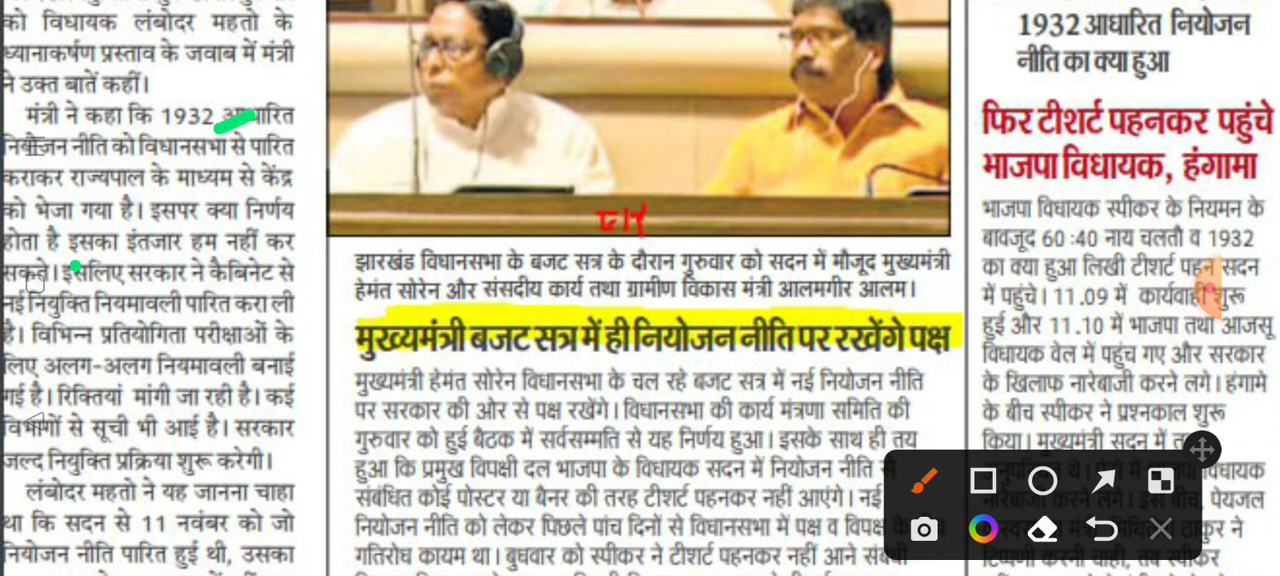 को विधायक लंबोदर महतो के
ध्यानाकर्षण प्रस्ताव के जवाब में मंत्री
ने उक्त बातें कहीं।
मंत्री ने कहा कि 1932 आधारित
नियोजन नीति को विधानसभा से पारित
कराकर राज्यपाल के माध्यम से केंद्र
को भेजा गया है। इसपर क्या निर्णय
होता है इसका इंतजार हम नहीं कर
सकते। इसलिए सरकार ने कैबिनेट से
नई नियुक्ति नियमावली पारित करा ली
है। विभिन्न प्रतियोगिता परीक्षाओं के
लिए अलग-अलग नियमावली बनाई
गई है। रिक्तियां मांगी जा रही है। कई
विभागों से सूची भी आई है। सरकार
जल्द नियुक्ति प्रक्रिया शुरू करेगी।
लंबोदर महतो ने यह जानना चाहा
था कि सदन से 11 नवंबर को जो
नियोजन नीति पारित हुई थी, उसका
झारखंड विधानसभा के बजट सत्र के दौरान गुरुवार को सदन में मौजूद मुख्यमंत्री
हेमंत सोरेन और संसदीय कार्य तथा ग्रामीण विकास मंत्री आलमगीर आलम।
मुख्यमंत्री बजट सत्र में ही नियोजन नीति पर रखेंगे पक्ष
मुख्यमंत्री हेमंत सोरेन विधानसभा के चल रहे बजट सत्र में नई नियोजन नीति
पर सरकार की ओर से पक्ष रखेंगे। विधानसभा की कार्य मंत्रणा समिति की
गुरुवार को हुई बैठक में सर्वसम्मति से यह निर्णय हुआ। इसके साथ ही तय
हुआ कि प्रमुख विपक्षी दल भाजपा के विधायक सदन में नियोजन नीति से
संबंधित कोई पोस्टर या बैनर की तरह टीशर्ट पहनकर नहीं आएंगे। नई
नियोजन नीति को लेकर पिछले पांच दिनों से विधानसभा में पक्ष व विपक्ष के
गतिरोध कायम था। बुधवार को स्पीकर ने टीशर्ट पहनकर नहीं आने संबंधी
1932 आधारित नियोजन
नीति का क्या हुआ
फिर टीशर्ट पहनकर पहुंचे
भाजपा विधायक, हंगामा
भाजपा विधायक स्पीकर के नियमन के
बावजूद 60:40 नाय चलतो व 1932
का क्या हुआ लिखी टीशर्ट पहन सदन
में पहुंचे। 11.09 में कार्यवाही शुरू
हुई और 11.10 में भाजपा तथा आजसू
विधायक वेल में पहुंच गए और सरकार
के खिलाफ नारेबाजी करने लगे। हंगामे
के बीच स्पीकर ने प्रश्नकाल शुरू
किया। मुख्यमंत्री सदन में
विधायक
नारेबाजी करने लगे। इस बीच, पेयजल
ठाकुर ने
टिप्पणी करनी चाही, तब स्पीकर